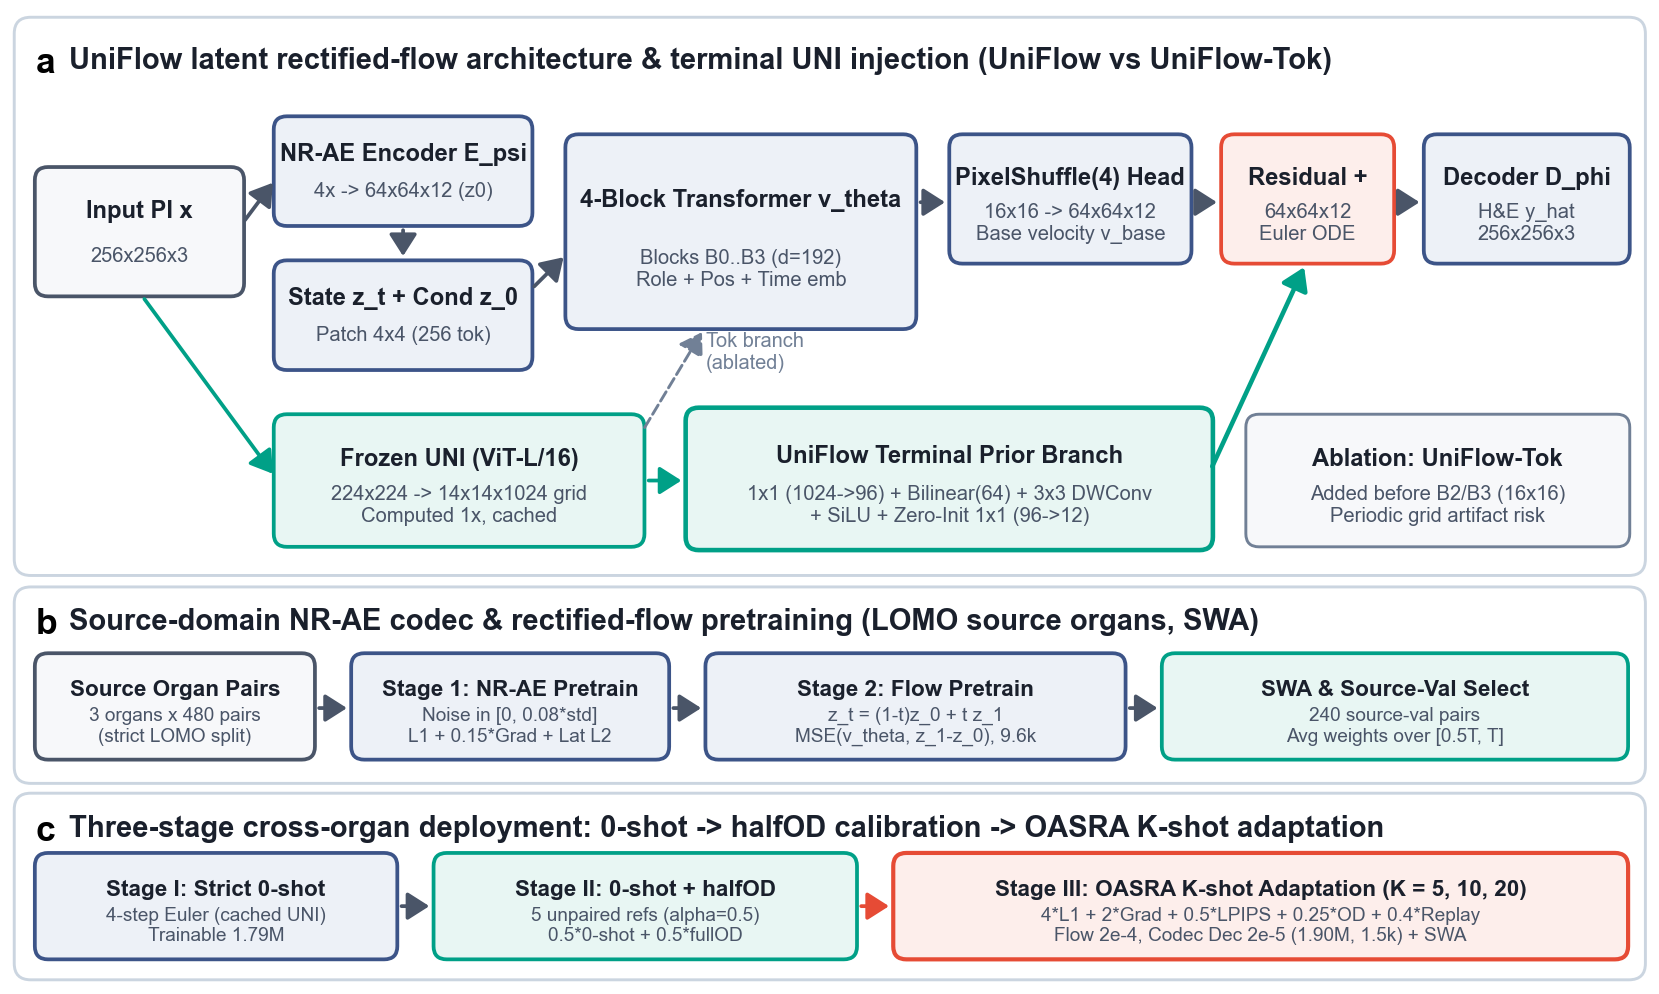 a UniFlow latent rectified-flow architecture & terminal UNI injection (UniFlow vs UniFlow-Tok)
Input PI x
256x256x3
NR-AE Encoder E_psi
4x -> 64x64x12 (z0)
State z_t + Cond z_0
Patch 4x4 (256 tok)
4-Block Transformer v_theta
Blocks B0..B3 (d=192)
Role + Pos + Time emb
PixelShuffle(4) Head
16x16 -> 64x64x12
Base velocity v_base
Residual +
64x64x12
Euler ODE
Decoder D_phi
H&E y_hat
256x256x3
Tok branch
(ablated)
Frozen UNI (ViT-L/16)
224x224 -> 14x14x1024 grid
Computed 1x, cached
UniFlow Terminal Prior Branch
1x1 (1024->96) + Bilinear(64) + 3x3 DWConv
+ SiLU + Zero-Init 1x1 (96->12)
Ablation: UniFlow-Tok
Added before B2/B3 (16x16)
Periodic grid artifact risk
b Source-domain NR-AE codec & rectified-flow pretraining (LOMO source organs, SWA)
Source Organ Pairs
3 organs x 480 pairs
(strict LOMO split)
Stage 1: NR-AE Pretrain
Noise in [0, 0.08*std]
L1 + 0.15*Grad + Lat L2
Stage 2: Flow Pretrain
z_t = (1-t)z_0 + t z_1
MSE(v_theta, z_1-z_0), 9.6k
SWA & Source-Val Select
240 source-val pairs
Avg weights over [0.5T, T]
c Three-stage cross-organ deployment: 0-shot -> halfOD calibration -> OASRA K-shot adaptation
Stage I: Strict 0-shot
4-step Euler (cached UNI)
Trainable 1.79M
Stage II: 0-shot + halfOD
5 unpaired refs (alpha=0.5)
0.5*0-shot + 0.5*fullOD
Stage III: OASRA K-shot Adaptation (K = 5, 10, 20)
4*L1 + 2*Grad + 0.5*LPIPS + 0.25*OD + 0.4*Replay
Flow 2e-4, Codec Dec 2e-5 (1.90M, 1.5k) + SWA